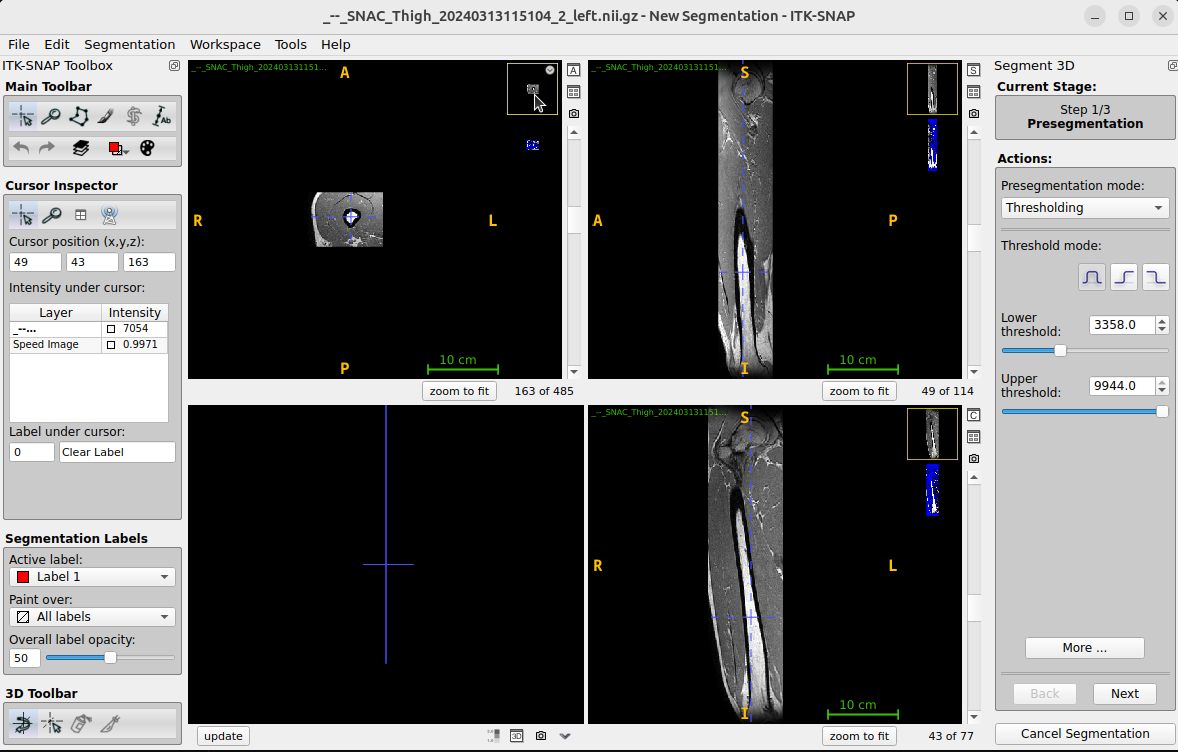 _--_SNAC_Thigh_20240313115104_2_left.nii.gz - New Segmentation - ITK-SNAP
File Edit Segmentation Workspace Tools Help
ITK-SNAP Toolbox
Main Toolbar
Ab
Cursor Inspector
Cursor position (x,y,z):
49 43 163
Intensity under cursor:
Layer Intensity
_--... 7054
Speed Image 0.9971
Label under cursor:
0 Clear Label
Segmentation Labels
Active label:
Label 1
Paint over:
All labels
Overall label opacity:
50
3D Toolbar
_--_SNAC_Thigh_202403131151...
A
A
R
L
10 cm
P
zoom to fit 163 of 485
_--_SNAC_Thigh_202403131151...
S
S
A
P
10 cm
I
zoom to fit 49 of 114
update
3D
_--_SNAC_Thigh_202403131151...
S
C
R
L
10 cm
I
zoom to fit 43 of 77
Segment 3D
Current Stage:
Step 1/3
Presegmentation
Actions:
Presegmentation mode:
Thresholding
Threshold mode:
Lower
threshold:
3358.0
Upper
threshold:
9944.0
More ...
Back Next
Cancel Segmentation